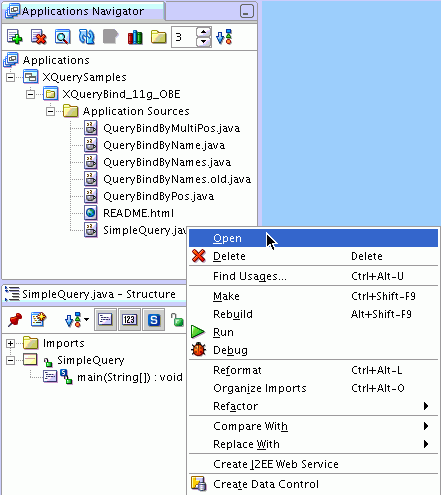 Applications Navigator
3
Applications
XQuerySamples
XQueryBind_11g_OBE
Application Sources
QueryBindByMultiPos.java
QueryBindByName.java
QueryBindByNames.java
QueryBindByNames.old.java
QueryBindByPos.java
README.html
SimpleQuery.jav
Open
Delete Delete
Find Usages... Ctrl+Alt-U
Make Ctrl+Shift-F9
Rebuild Alt+Shift-F9
Run
Debug
Reformat Ctrl+Alt-L
Organize Imports Ctrl+Alt-O
Refactor
Compare With
Replace With
Create J2EE Web Service
Create Data Control
SimpleQuery.java - Structure
123
S
Imports
SimpleQuery
main(String[]) : void